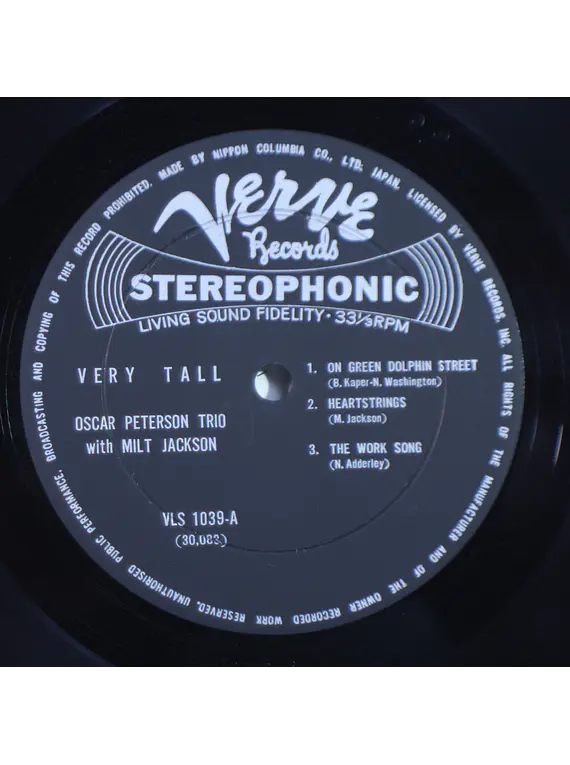 MADE BY NIPPON COLUMBIA CO., LTD, JAPAN, LICENSED BY VERVE RECORDS, INC. ALL RIGHTS OF THE MANUFACTURER AND OF THE OWNER RECORDED WORK RESERVED, UNAUTHORISED PUBLIC PERFORMANCE, BROADCASTING AND COPYING OF THIS RECORD PROHIBITED.
Verve
Records
STEREOPHONIC
LIVING SOUND FIDELITY · 33⅓ RPM
VERY TALL
OSCAR PETERSON TRIO
with MILT JACKSON
1. ON GREEN DOLPHIN STREET
(B. Kaper-N. Washington)
2. HEARTSTRINGS
(M. Jackson)
3. THE WORK SONG
(N. Adderley)
VLS 1039-A